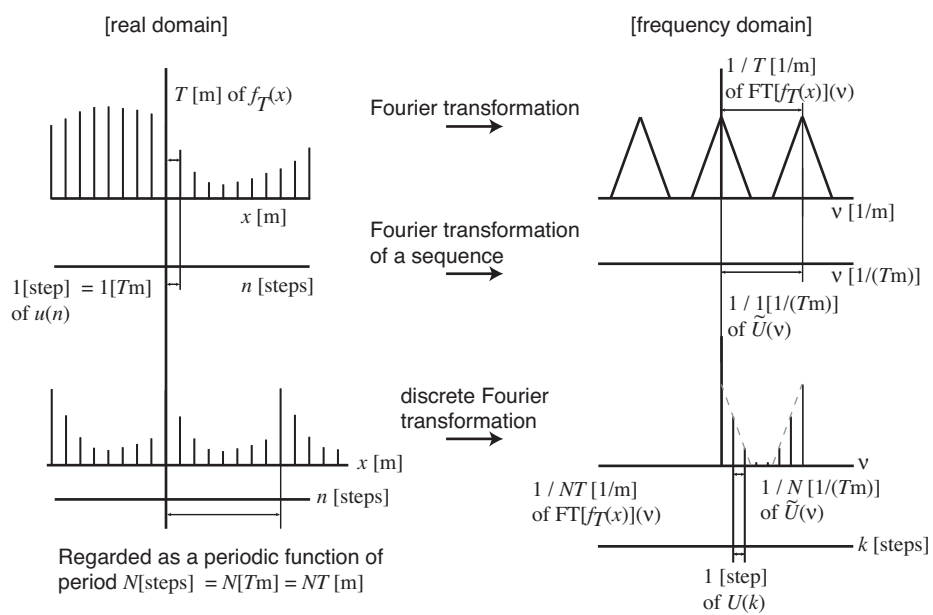 [real domain]
[frequency domain]
T [m] of f_T(x)
Fourier transformation
1 / T [1/m]
of FT[f_T(x)](ν)
x [m]
ν [1/m]
Fourier transformation
of a sequence
1[step] = 1[Tm]
of u(n)
n [steps]
ν [1/(Tm)]
1 / 1[1/(Tm)]
of Ũ(ν)
discrete Fourier
transformation
x [m]
ν
n [steps]
1 / NT [1/m]
of FT[f_T(x)](ν)
1 / N [1/(Tm)]
of Ũ(ν)
k [steps]
Regarded as a periodic function of
period N[steps] = N[Tm] = NT [m]
1 [step]
of U(k)